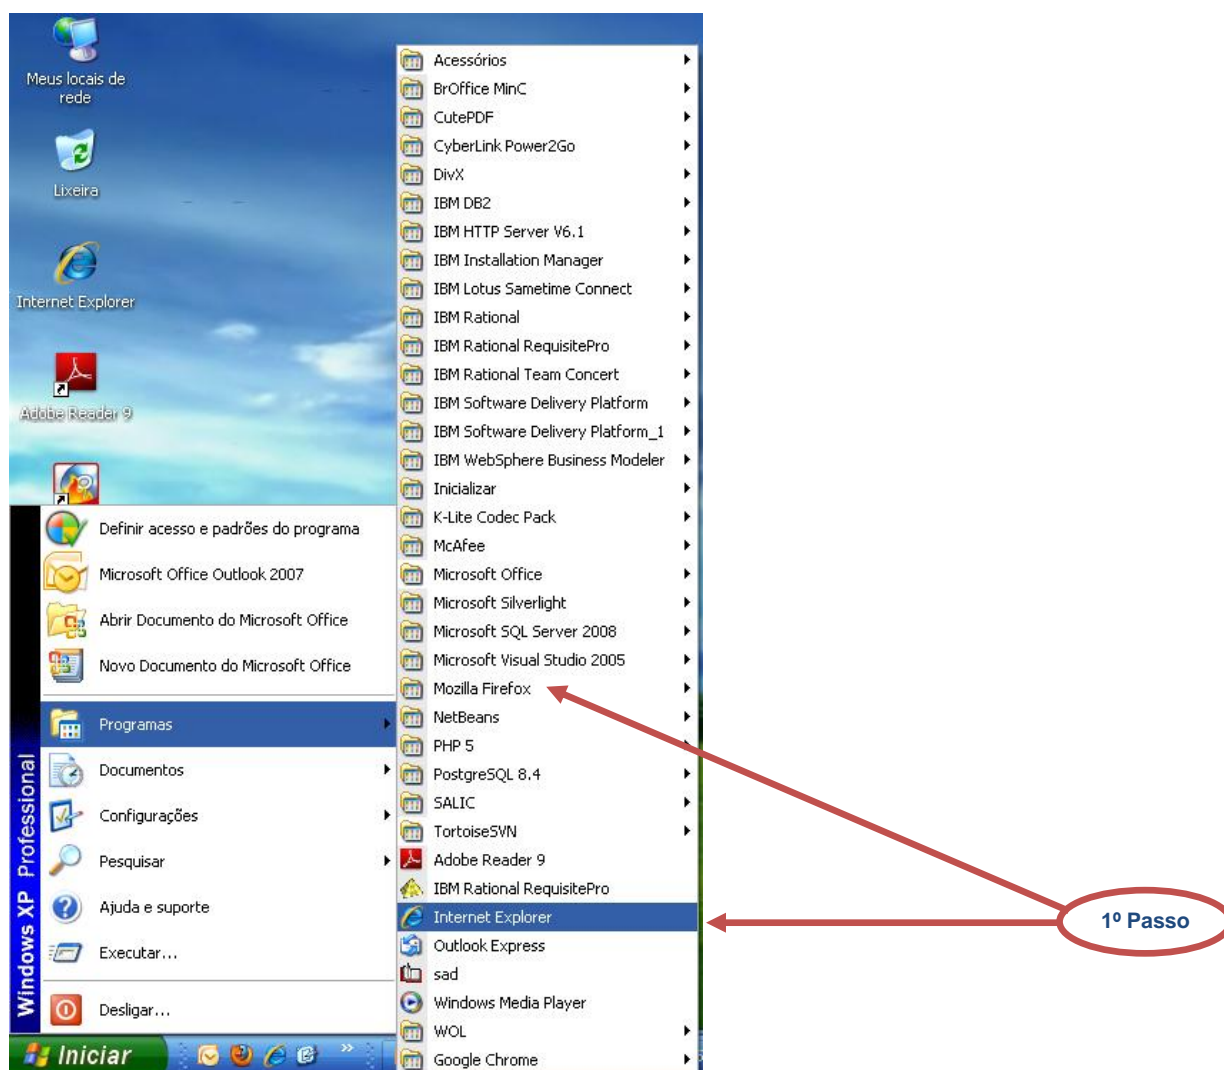 Meus locais de
rede
Lixeira
Internet Explorer
Adobe Reader 9
Definir acesso e padrões do programa
Microsoft Office Outlook 2007
Abrir Documento do Microsoft Office
Novo Documento do Microsoft Office
Programas
Documentos
Configurações
Pesquisar
Ajuda e suporte
Executar...
Desligar...
Windows XP Professional
Iniciar
Acessórios
BrOffice MinC
CutePDF
CyberLink Power2Go
DivX
IBM DB2
IBM HTTP Server V6.1
IBM Installation Manager
IBM Lotus Sametime Connect
IBM Rational
IBM Rational RequisitePro
IBM Rational Team Concert
IBM Software Delivery Platform
IBM Software Delivery Platform_1
IBM WebSphere Business Modeler
Inicializar
K-Lite Codec Pack
McAfee
Microsoft Office
Microsoft Silverlight
Microsoft SQL Server 2008
Microsoft Visual Studio 2005
Mozilla Firefox
NetBeans
PHP 5
PostgreSQL 8.4
SALIC
TortoiseSVN
Adobe Reader 9
IBM Rational RequisitePro
Internet Explorer
Outlook Express
sad
Windows Media Player
WOL
Google Chrome
1º Passo